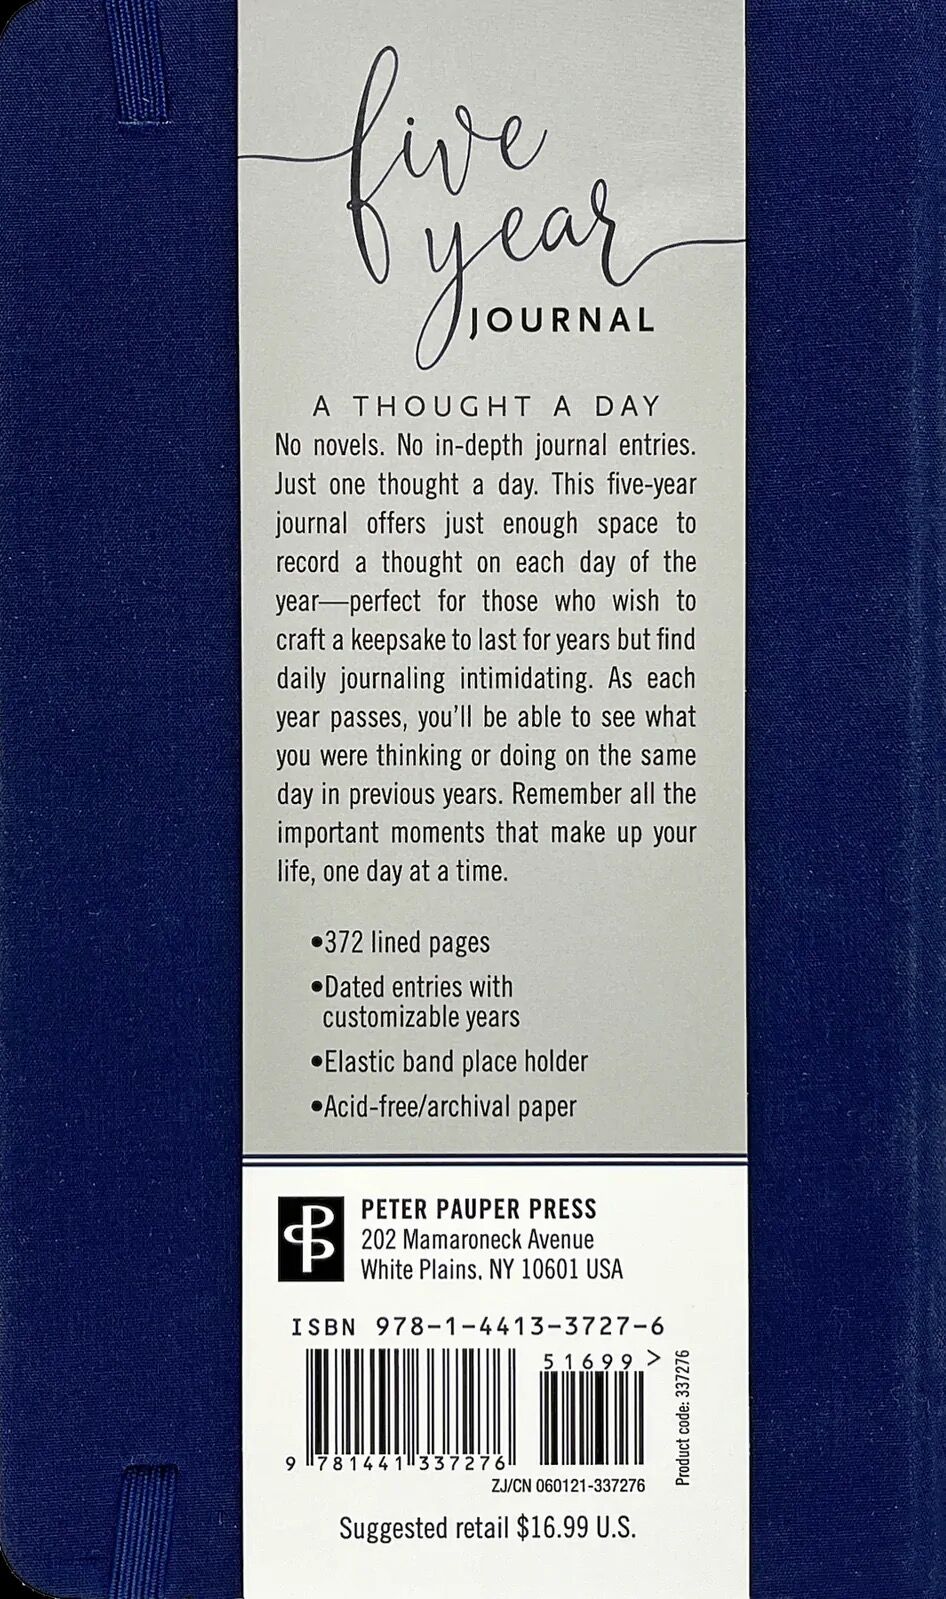 five
year
JOURNAL
A THOUGHT A DAY
No novels. No in-depth journal entries.
Just one thought a day. This five-year
journal offers just enough space to
record a thought on each day of the
year—perfect for those who wish to
craft a keepsake to last for years but find
daily journaling intimidating. As each
year passes, you'll be able to see what
you were thinking or doing on the same
day in previous years. Remember all the
important moments that make up your
life, one day at a time.
•372 lined pages
•Dated entries with
customizable years
•Elastic band place holder
•Acid-free/archival paper
PETER PAUPER PRESS
202 Mamaroneck Avenue
White Plains, NY 10601 USA
ISBN 978-1-4413-3727-6
51699>
9 781441 337276
Product code: 337276
ZJ/CN 060121-337276
Suggested retail $16.99 U.S.